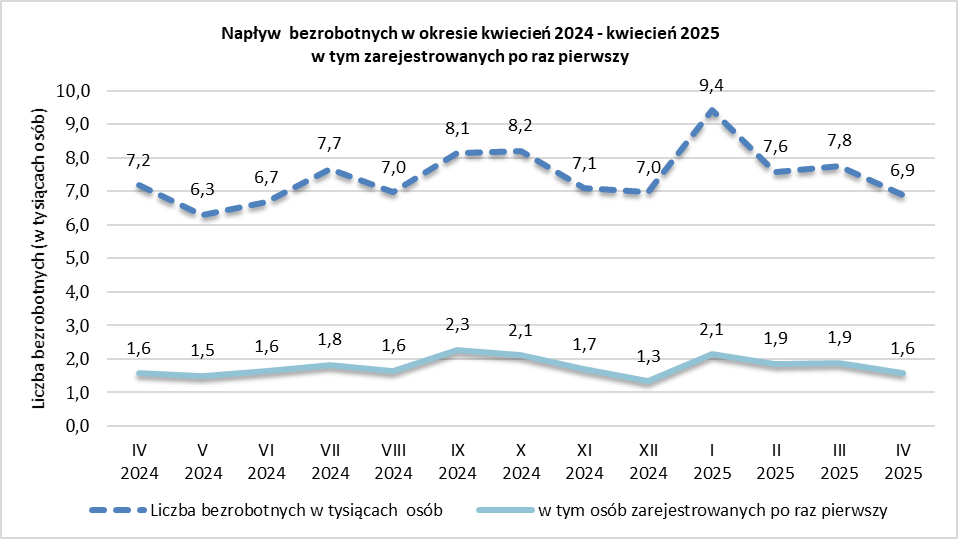 Napływ bezrobotnych w okresie kwiecień 2024 - kwiecień 2025
w tym zarejestrowanych po raz pierwszy
Liczba bezrobotnych (w tysiącach osób)
10,0
9,0
8,0
7,0
6,0
5,0
4,0
3,0
2,0
1,0
0,0
7,2 6,3 6,7 7,7 7,0 8,1 8,2 7,1 7,0 9,4 7,6 7,8 6,9
1,6 1,5 1,6 1,8 1,6 2,3 2,1 1,7 1,3 2,1 1,9 1,9 1,6
IV V VI VII VIII IX X XI XII I II III IV
2024 2024 2024 2024 2024 2024 2024 2024 2024 2025 2025 2025 2025
Liczba bezrobotnych w tysiącach osób w tym osób zarejestrowanych po raz pierwszy